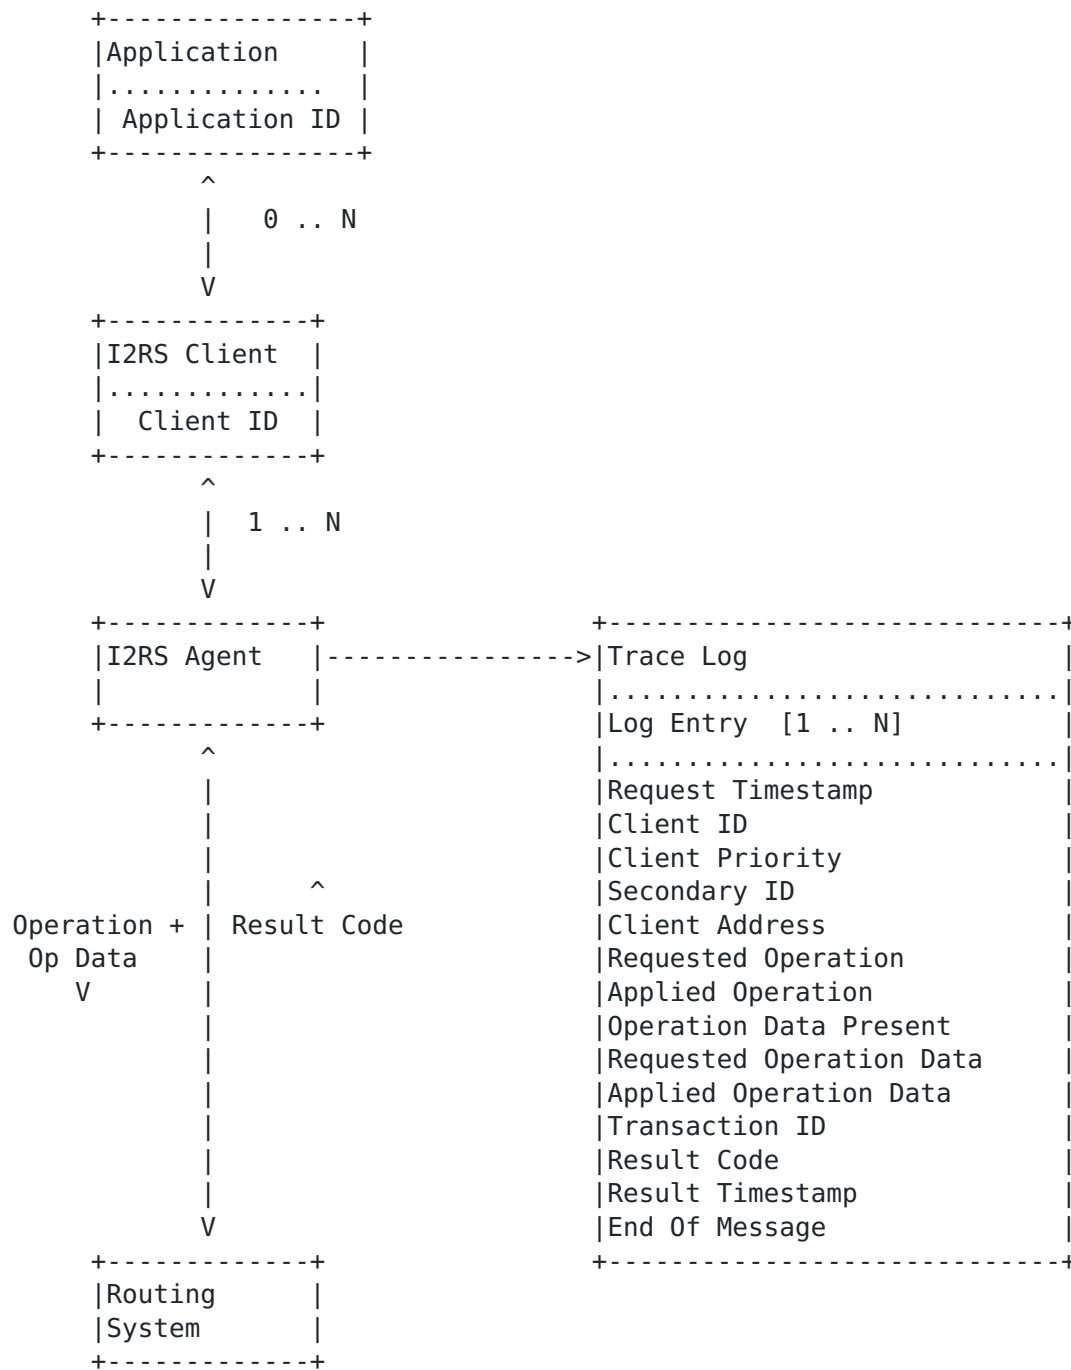 Application
..............
Application ID
0 .. N
I2RS Client
.............
Client ID
1 .. N
I2RS Agent
Trace Log
.............................
Log Entry [1 .. N]
.............................
Request Timestamp
Client ID
Client Priority
Secondary ID
Operation + Result Code Client Address
Op Data Requested Operation
V Applied Operation
Operation Data Present
Requested Operation Data
Applied Operation Data
Transaction ID
Result Code
Result Timestamp
V End Of Message
Routing
System